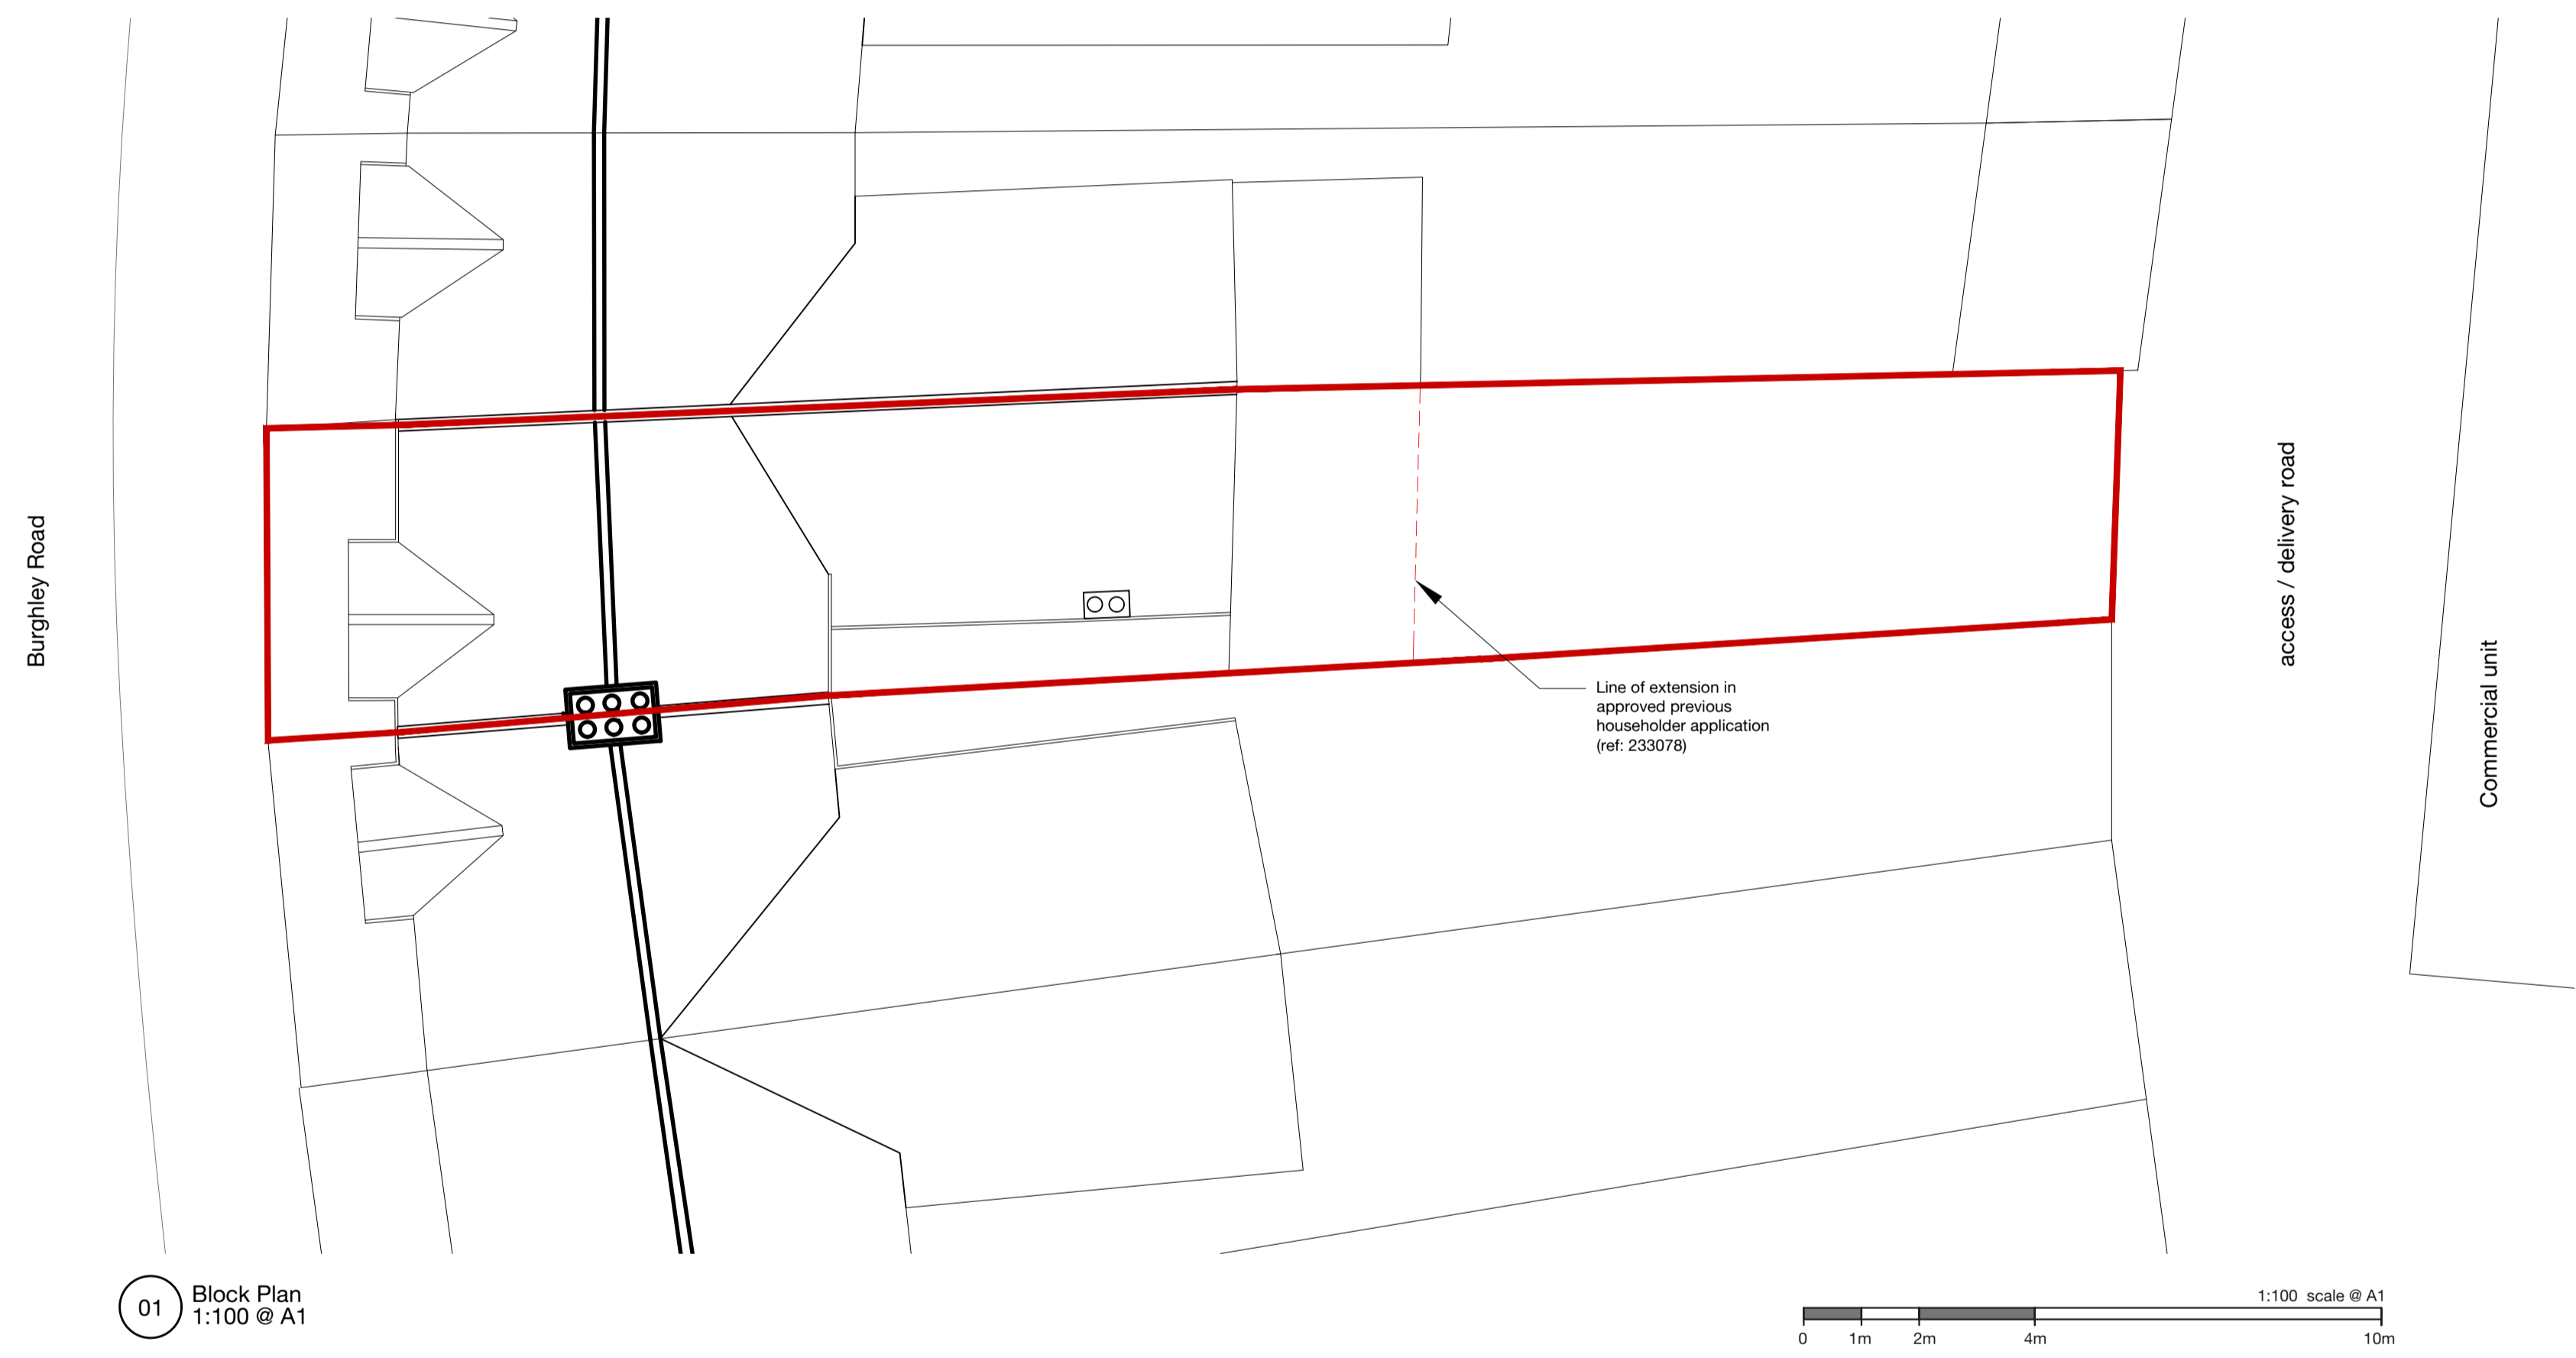 Burghley Road
access / delivery road
Commercial unit
Line of extension in
approved previous
householder application
(ref: 233078)
01
Block Plan
1:100 @ A1
1:100 scale @ A1
0 1m 2m 4m 10m